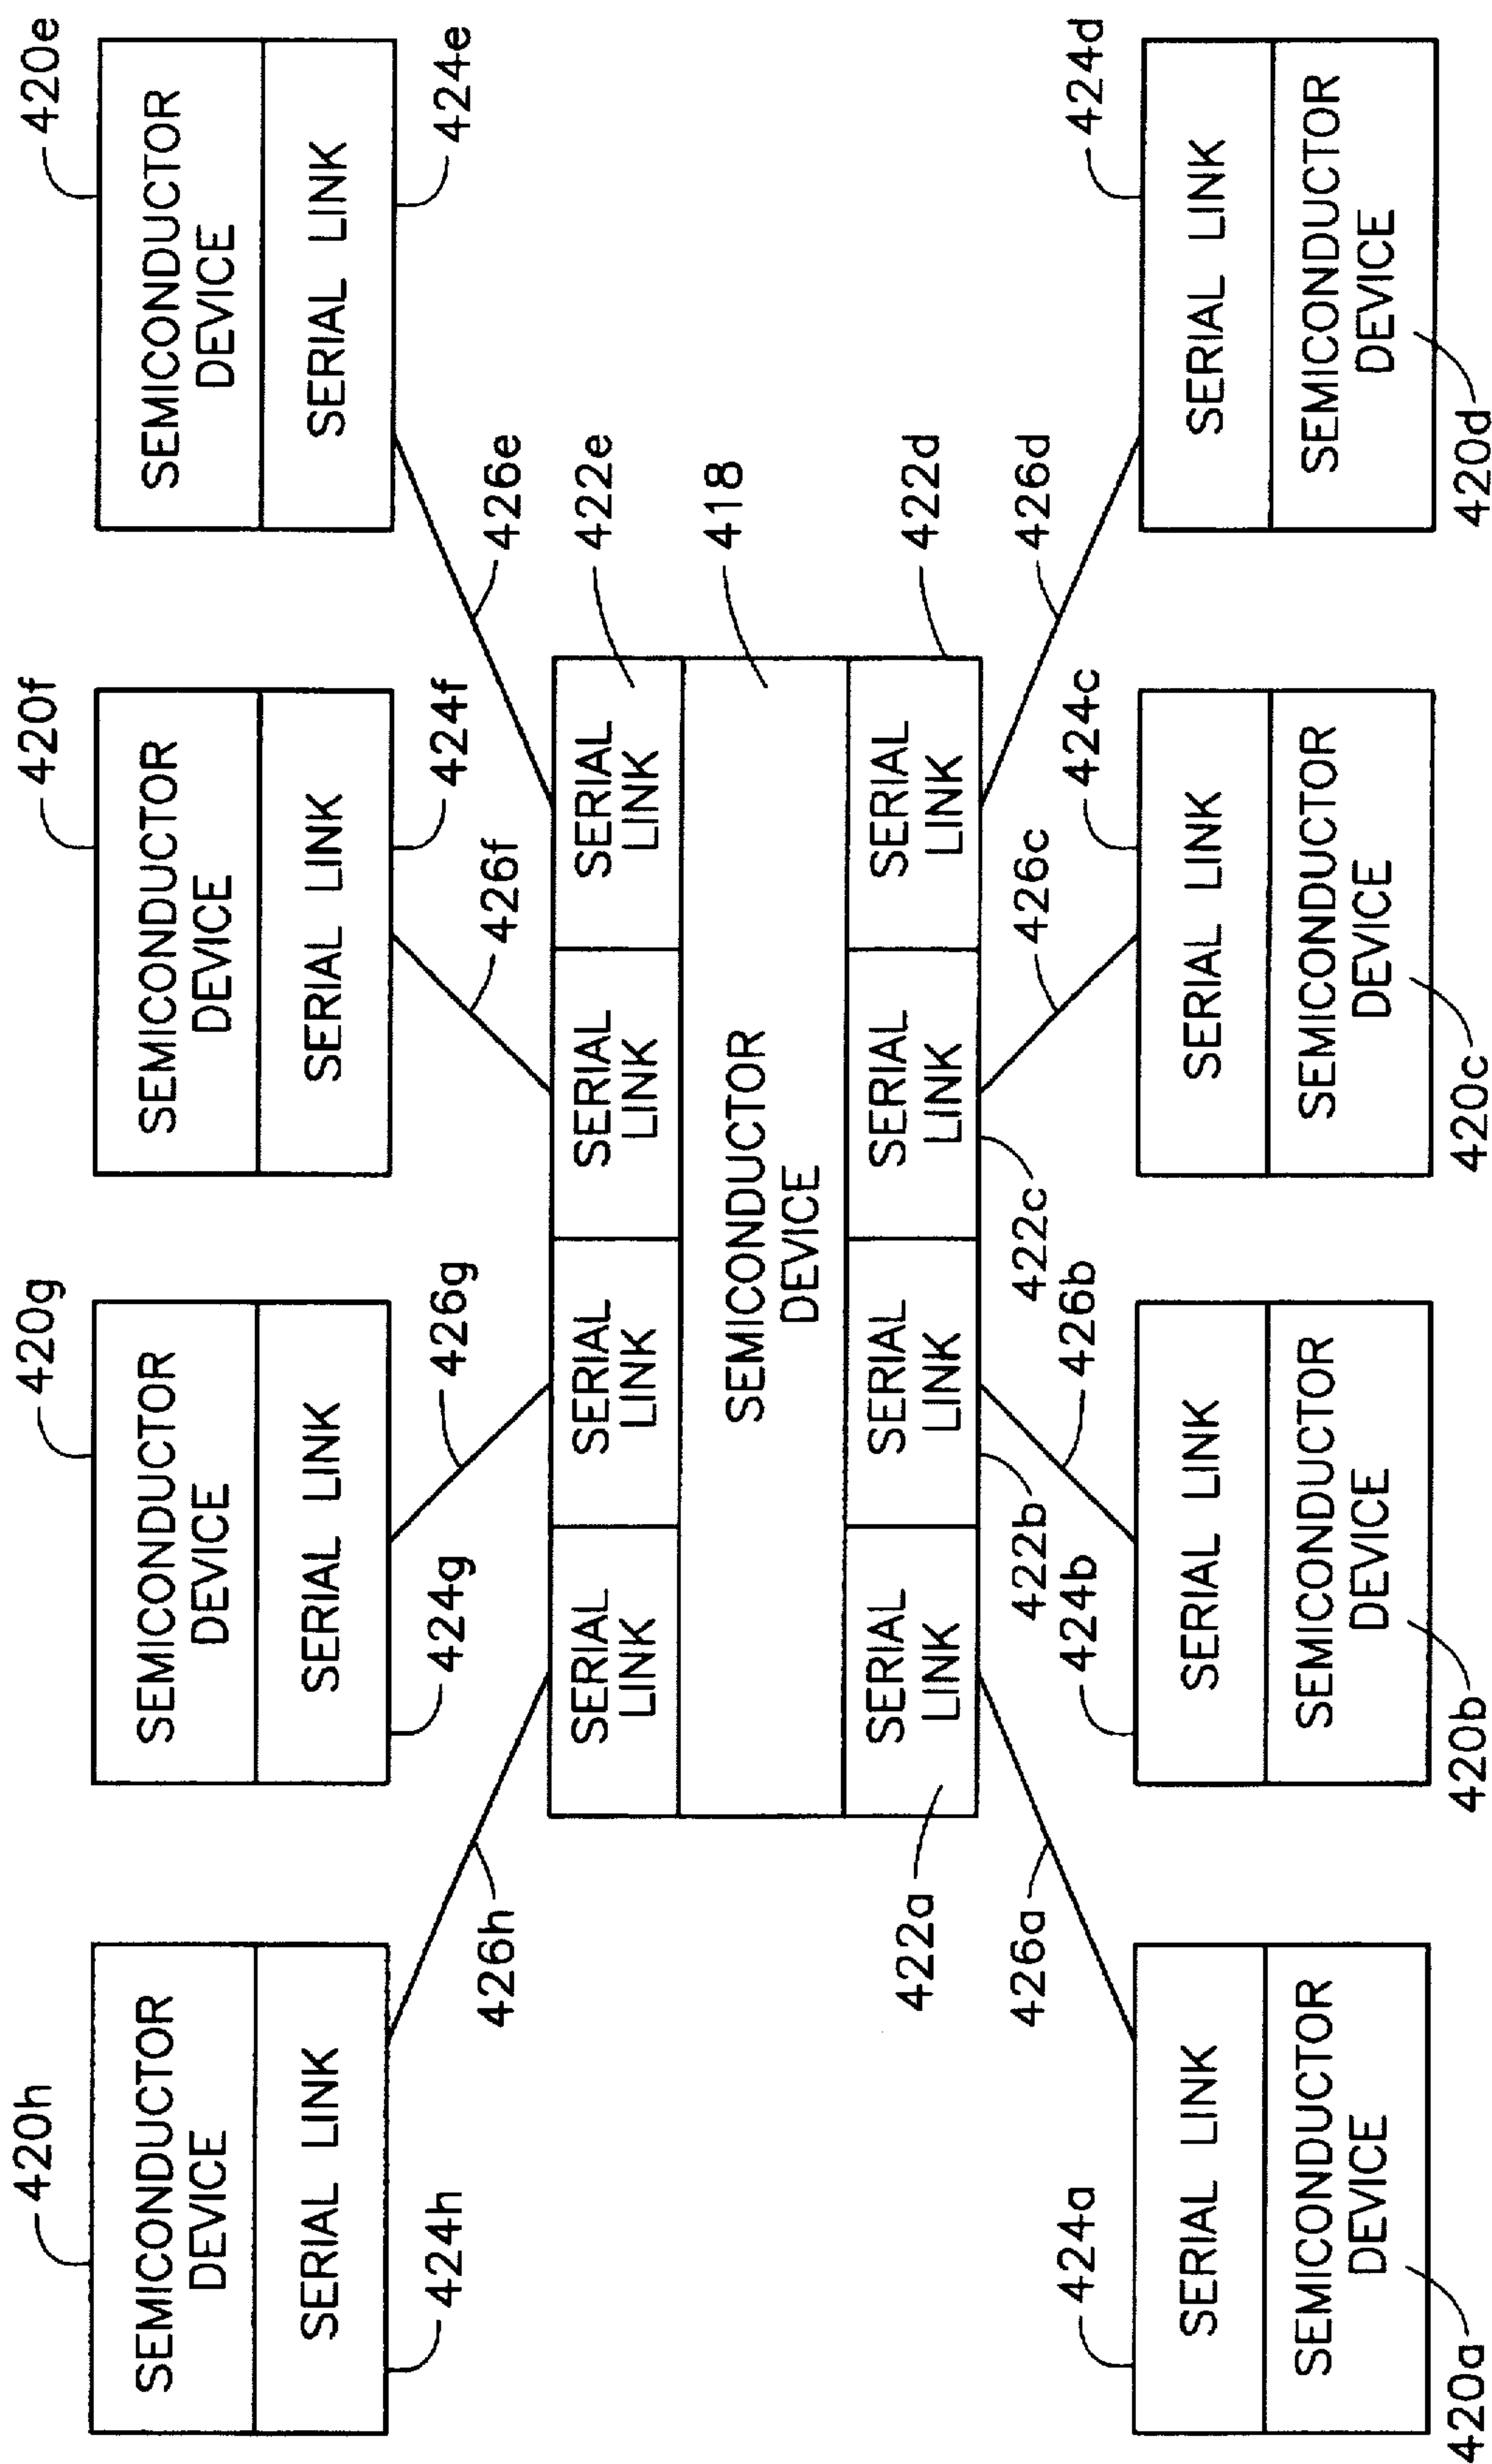 420h
420g
420f
420e
SEMICONDUCTOR
DEVICE
SEMICONDUCTOR
DEVICE
SEMICONDUCTOR
DEVICE
SEMICONDUCTOR
DEVICE
SERIAL LINK
SERIAL LINK
SERIAL LINK
SERIAL LINK
424h
424g
424f
424e
426h
426g
426f
426e
SERIAL
LINK
SERIAL
LINK
SERIAL
LINK
SERIAL
LINK
422e
SEMICONDUCTOR
DEVICE
418
SERIAL
LINK
SERIAL
LINK
SERIAL
LINK
SERIAL
LINK
422a
422b
422c
422d
426a
426b
426c
426d
424a
424b
424c
424d
SERIAL LINK
SERIAL LINK
SERIAL LINK
SERIAL LINK
SEMICONDUCTOR
DEVICE
SEMICONDUCTOR
DEVICE
SEMICONDUCTOR
DEVICE
SEMICONDUCTOR
DEVICE
420a
420b
420c
420d